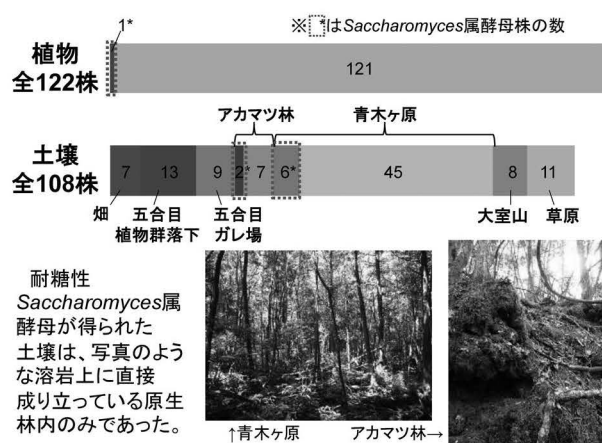 1*
※*はSaccharomyces属酵母株の数
植物
全122株
121
アカマツ林 青木ヶ原
土壌
全108株
7 13 9 2* 7 6* 45 8 11
畑 五合目 五合目 大室山 草原
植物群落下 ガレ場
耐糖性
Saccharomyces属
酵母が得られた
土壌は、写真のよう
な溶岩上に直接
成り立っている原生
林内のみであった。
↑青木ヶ原 アカマツ林→